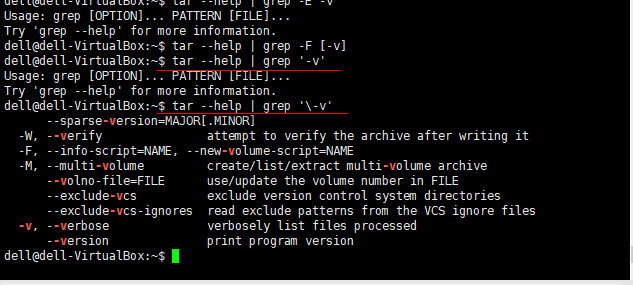 dell@dell-VirtualBox:~$ tar --help | grep -E -v
Usage: grep [OPTION]... PATTERN [FILE]...
Try 'grep --help' for more information.
dell@dell-VirtualBox:~$ tar --help | grep -F [-v]
dell@dell-VirtualBox:~$ tar --help | grep '-v'
Usage: grep [OPTION]... PATTERN [FILE]...
Try 'grep --help' for more information.
dell@dell-VirtualBox:~$ tar --help | grep '\-v'
      --sparse-version=MAJOR[.MINOR]
  -W, --verify               attempt to verify the archive after writing it
  -F, --info-script=NAME, --new-volume-script=NAME
  -M, --multi-volume         create/list/extract multi-volume archive
      --volno-file=FILE      use/update the volume number in FILE
      --exclude-vcs          exclude version control system directories
      --exclude-vcs-ignores  read exclude patterns from the VCS ignore files
  -v, --verbose              verbosely list files processed
      --version              print program version
dell@dell-VirtualBox:~$